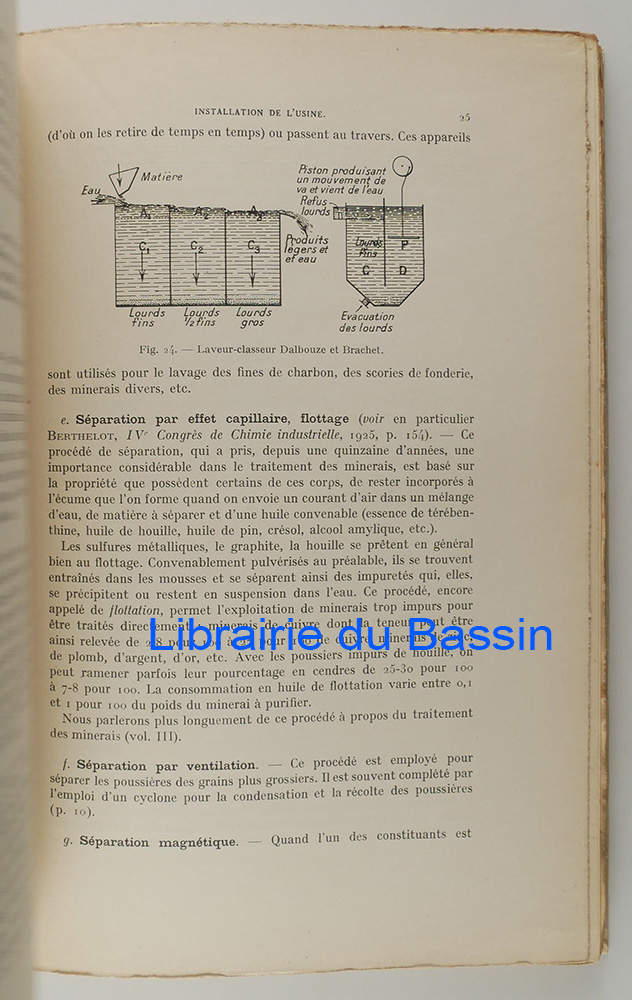 INSTALLATION DE L'USINE. 25
(d'où on les retire de temps en temps) ou passent au travers. Ces appareils
Eau
Matière
A1 A2 A3
C1 C2 C3
Lourds fins
Lourds ½ fins
Lourds gros
Produits légers et et eau
Piston produisant
un mouvement de
va et vient de l'eau
Refus
lourds
Lourds
fins
P
C D
Evacuation
des lourds
Fig. 24. — Laveur-classeur Dalbouze et Brachet.
sont utilisés pour le lavage des fines de charbon, des scories de fonderie,
des minerais divers, etc.
e. Séparation par effet capillaire, flottage (voir en particulier
BERTHELOT, IVe Congrès de Chimie industrielle, 1925, p. 154). — Ce
procédé de séparation, qui a pris, depuis une quinzaine d'années, une
importance considérable dans le traitement des minerais, est basé sur
la propriété que possèdent certains de ces corps, de rester incorporés à
l'écume que l'on forme quand on envoie un courant d'air dans un mélange
d'eau, de matière à séparer et d'une huile convenable (essence de térében-
thine, huile de houille, huile de pin, crésol, alcool amylique, etc.).
Les sulfures métalliques, le graphite, la houille se prêtent en général
bien au flottage. Convenablement pulvérisés au préalable, ils se trouvent
entraînés dans les mousses et se séparent ainsi des impuretés qui, elles,
se précipitent ou restent en suspension dans l'eau. Ce procédé, encore
appelé de flottation, permet l'exploitation de minerais trop impurs pour
être traités directement : minerais de cuivre dont la teneur peut être
ainsi relevée de pour de cuivre, minerais de zinc,
Librairie du Bassin
de plomb, d'argent, d'or, etc. Avec les poussiers impurs de houille, on
peut ramener parfois leur pourcentage en cendres de 25-30 pour 100
à 7-8 pour 100. La consommation en huile de flottation varie entre 0,1
et 1 pour 100 du poids du minerai à purifier.
Nous parlerons plus longuement de ce procédé à propos du traitement
des minerais (vol. III).
f. Séparation par ventilation. — Ce procédé est employé pour
séparer les poussières des grains plus grossiers. Il est souvent complété par
l'emploi d'un cyclone pour la condensation et la récolte des poussières
(p. 10).
g. Séparation magnétique. — Quand l'un des constituants est